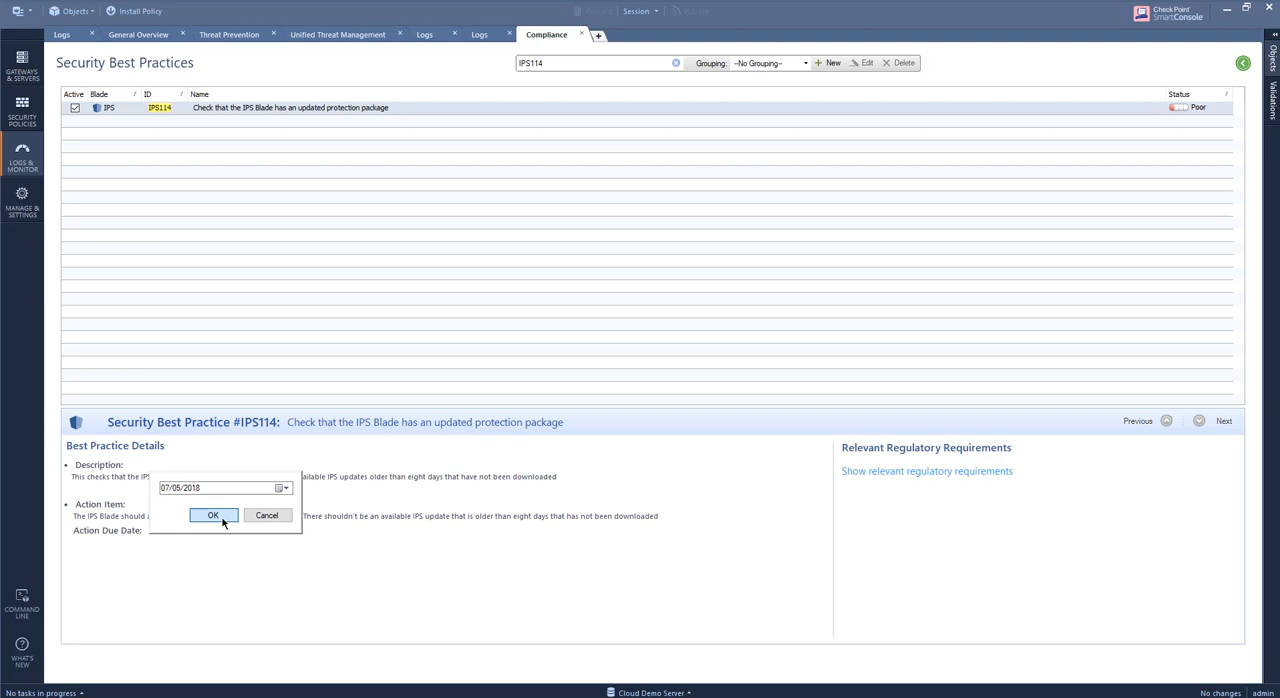 Objects
Install Policy
Discard
Session
Publish
Check Point
SmartConsole
Logs
General Overview
Threat Prevention
Unified Threat Management
Logs
Logs
Compliance
GATEWAYS & SERVERS
SECURITY POLICIES
LOGS & MONITOR
MANAGE & SETTINGS
COMMAND LINE
WHAT'S NEW
Objects
Validations
Security Best Practices
IPS114
Grouping: --No Grouping-- New Edit Delete
Active Blade ID Name Status
IPS IPS114 Check that the IPS Blade has an updated protection package Poor
Security Best Practice #IPS114: Check that the IPS Blade has an updated protection package Previous Next
Best Practice Details
Description:
This checks that the IPS
ailable IPS updates older than eight days that have not been downloaded
07/05/2018
OK Cancel
Action Item:
The IPS Blade should a
There shouldn't be an available IPS update that is older than eight days that has not been downloaded
Action Due Date:
Relevant Regulatory Requirements
Show relevant regulatory requirements
No tasks in progress
Cloud Demo Server
No changes admin